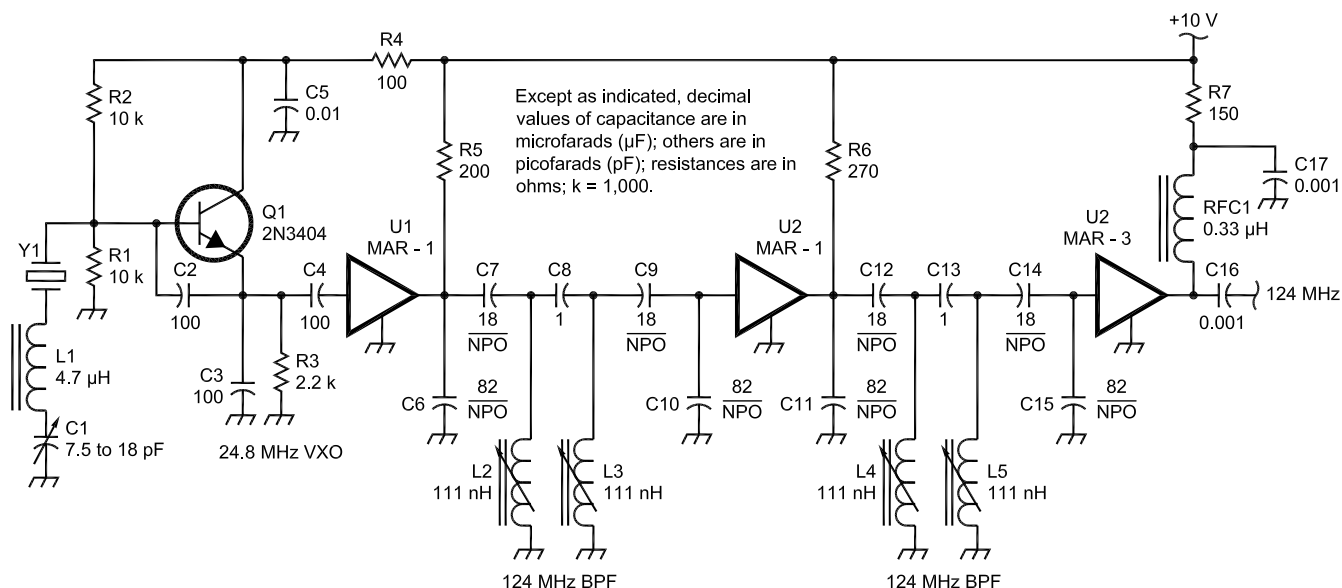 +10 V
R4
100
R2
10 k
C5
0.01
R7
150
Except as indicated, decimal
values of capacitance are in
microfarads (µF); others are in
picofarads (pF); resistances are in
ohms; k = 1,000.
R5
200
R6
270
C17
0.001
RFC1
0.33 µH
Q1
2N3404
U1
MAR - 1
U2
MAR - 1
U2
MAR - 3
Y1
R1
10 k
C2
100
C4
100
C7
18
NPO
C8
1
C9
18
NPO
C12
18
NPO
C13
1
C14
18
NPO
C16
0.001
124 MHz
L1
4.7 µH
C3
100
R3
2.2 k
C6
82
NPO
C10
82
NPO
C11
82
NPO
C15
82
NPO
C1
7.5 to 18 pF
24.8 MHz VXO
L2
111 nH
L3
111 nH
L4
111 nH
L5
111 nH
124 MHz BPF
124 MHz BPF